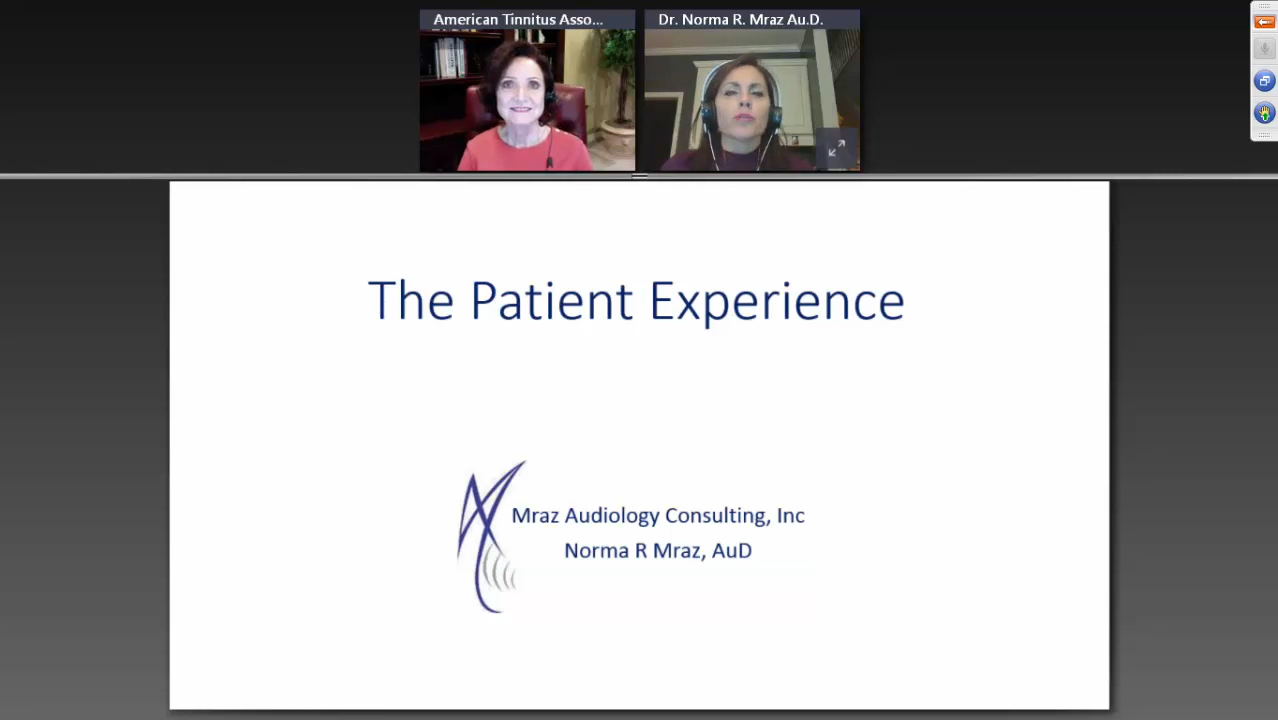 American Tinnitus Asso...
Dr. Norma R. Mraz Au.D.
The Patient Experience
Mraz Audiology Consulting, Inc
Norma R Mraz, AuD